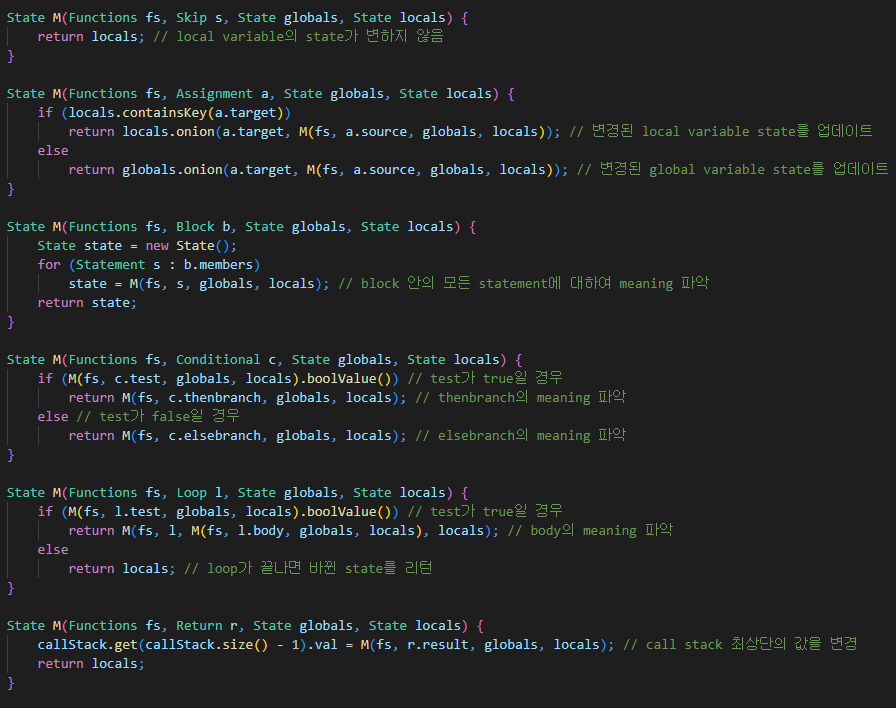 State M(Functions fs, Skip s, State globals, State locals) {
    return locals; // local variable의 state가 변하지 않음
}

State M(Functions fs, Assignment a, State globals, State locals) {
    if (locals.containsKey(a.target))
        return locals.onion(a.target, M(fs, a.source, globals, locals)); // 변경된 local variable state를 업데이트
    else
        return globals.onion(a.target, M(fs, a.source, globals, locals)); // 변경된 global variable state를 업데이트
}

State M(Functions fs, Block b, State globals, State locals) {
    State state = new State();
    for (Statement s : b.members)
        state = M(fs, s, globals, locals); // block 안의 모든 statement에 대하여 meaning 파악
    return state;
}

State M(Functions fs, Conditional c, State globals, State locals) {
    if (M(fs, c.test, globals, locals).boolValue()) // test가 true일 경우
        return M(fs, c.thenbranch, globals, locals); // thenbranch의 meaning 파악
    else // test가 false일 경우
        return M(fs, c.elsebranch, globals, locals); // elsebranch의 meaning 파악
}

State M(Functions fs, Loop l, State globals, State locals) {
    if (M(fs, l.test, globals, locals).boolValue()) // test가 true일 경우
        return M(fs, l, M(fs, l.body, globals, locals), locals); // body의 meaning 파악
    else
        return locals; // loop가 끝나면 바뀐 state를 리턴
}

State M(Functions fs, Return r, State globals, State locals) {
    callStack.get(callStack.size() - 1).val = M(fs, r.result, globals, locals); // call stack 최상단의 값을 변경
    return locals;
}